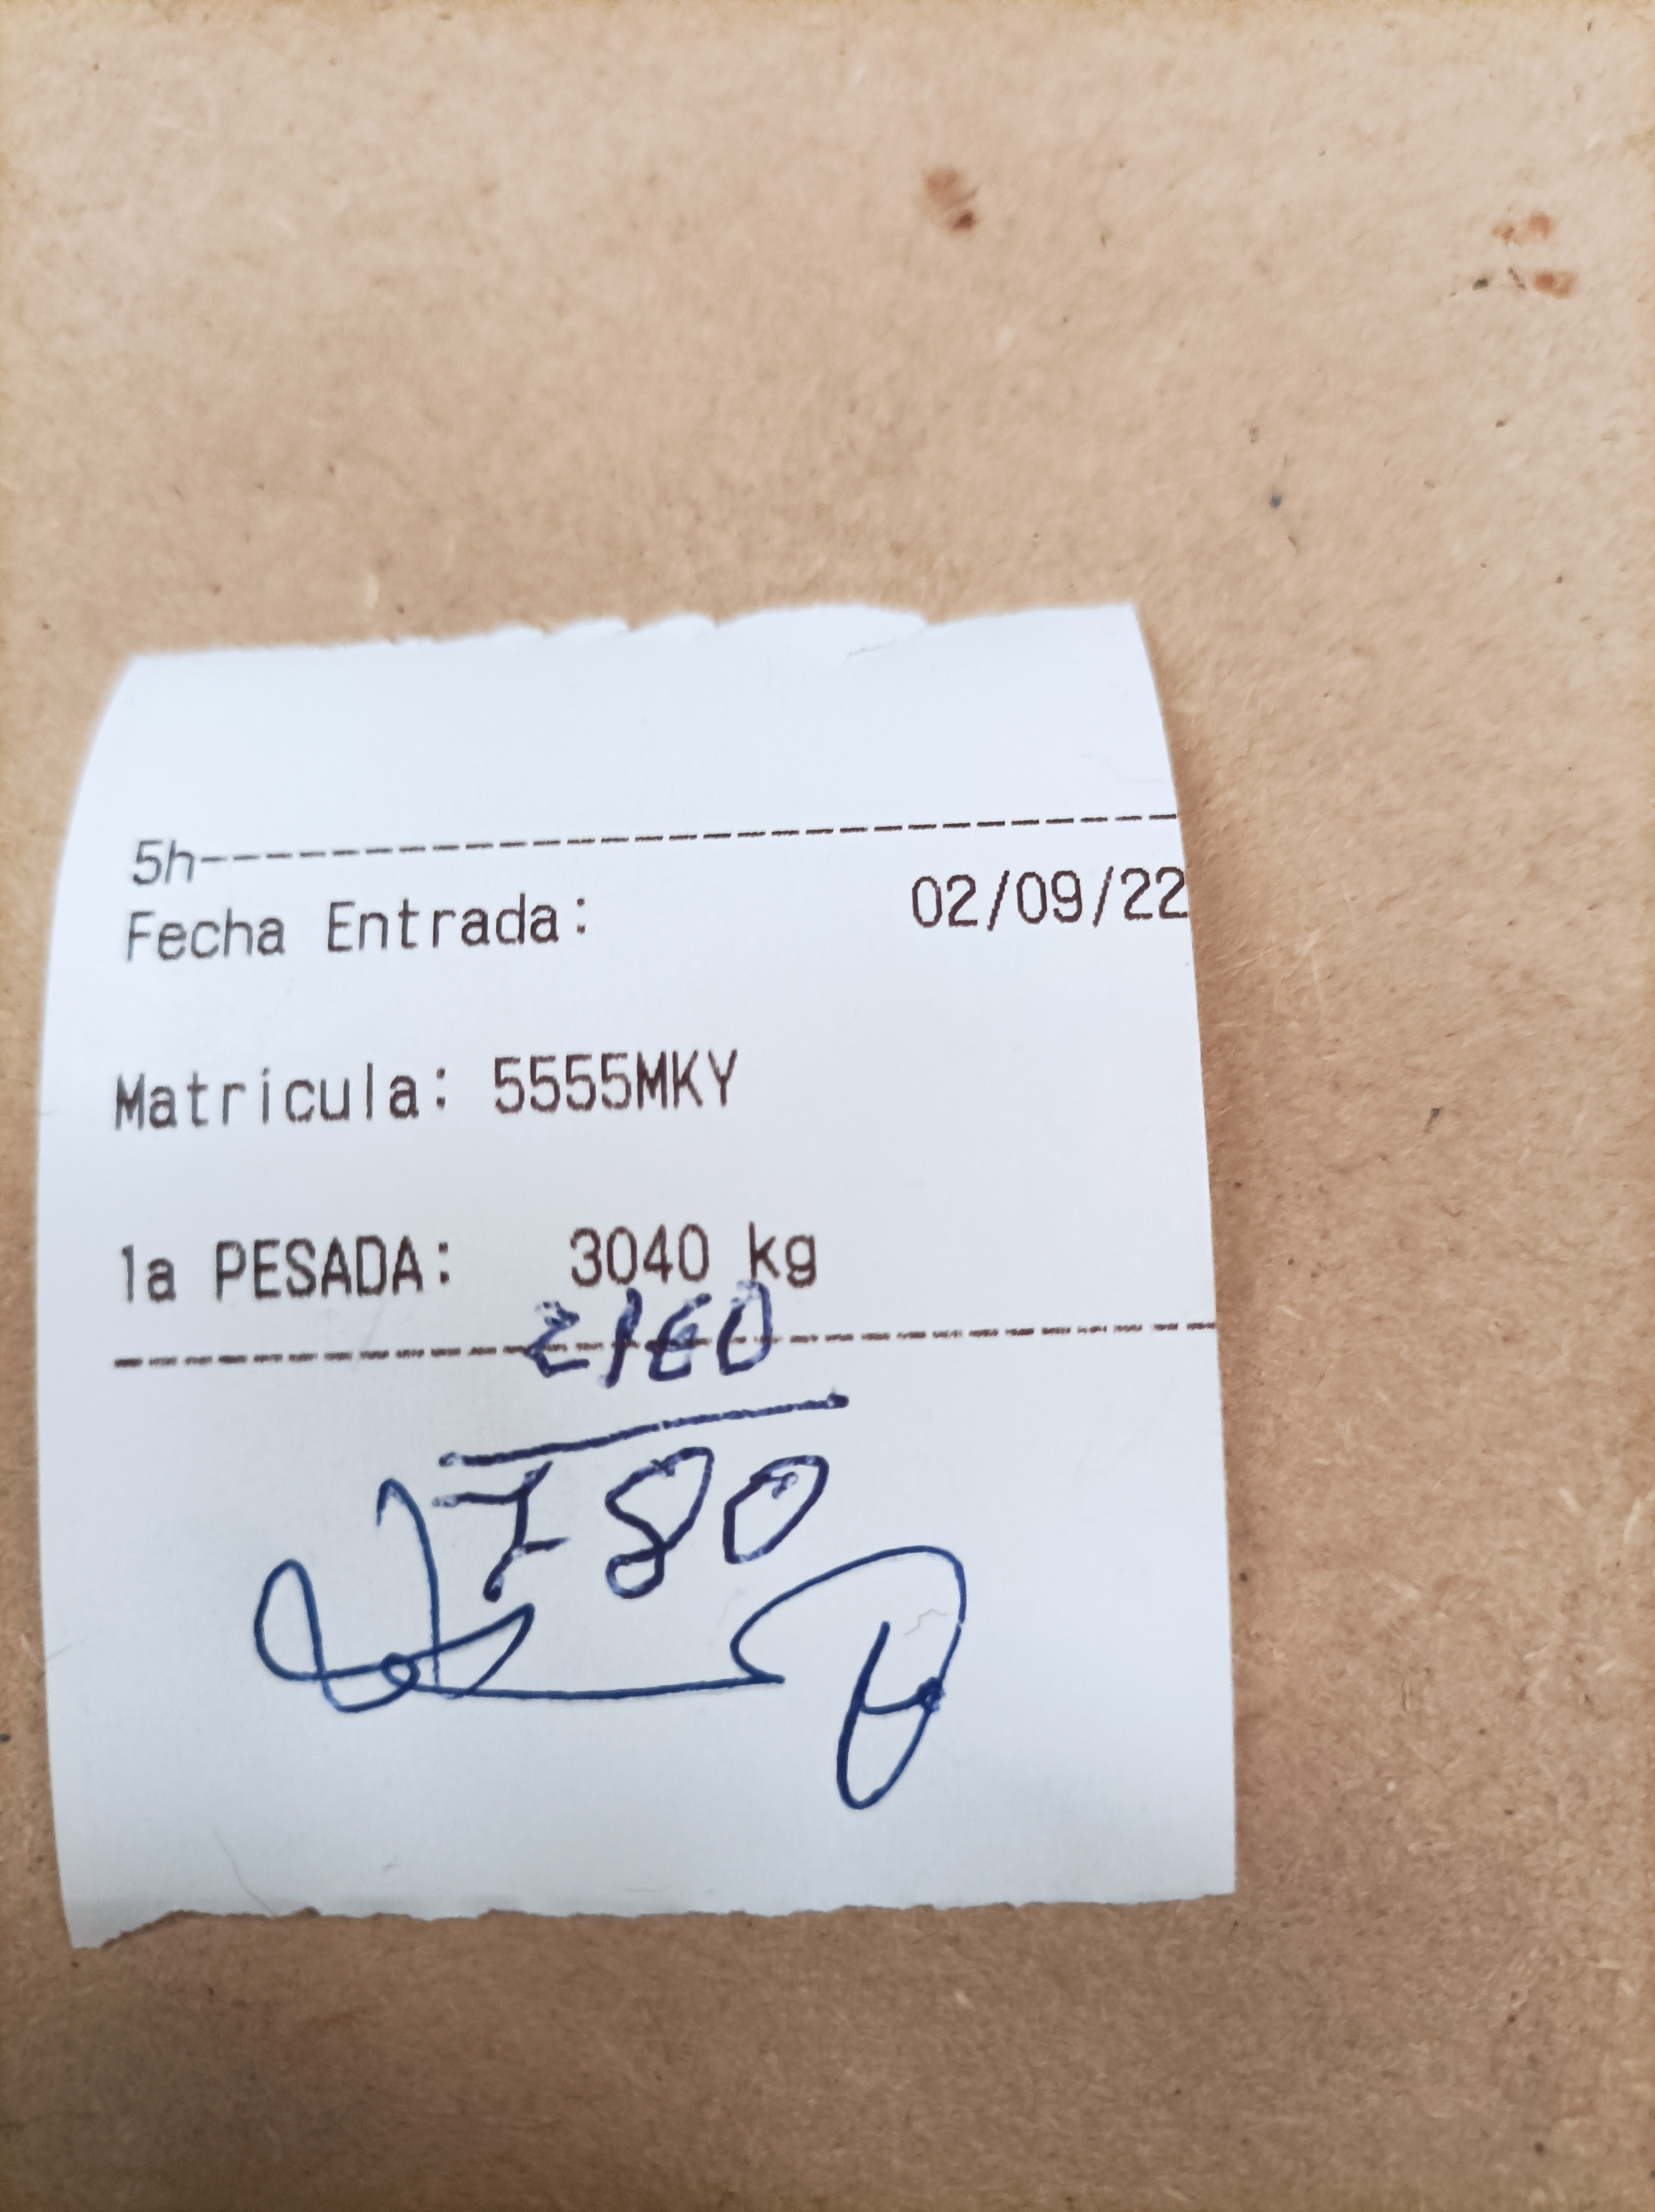 5h--------------------------------
Fecha Entrada: 02/09/22
Matricula: 5555MKY
1a PESADA: 3040 kg
2160
780